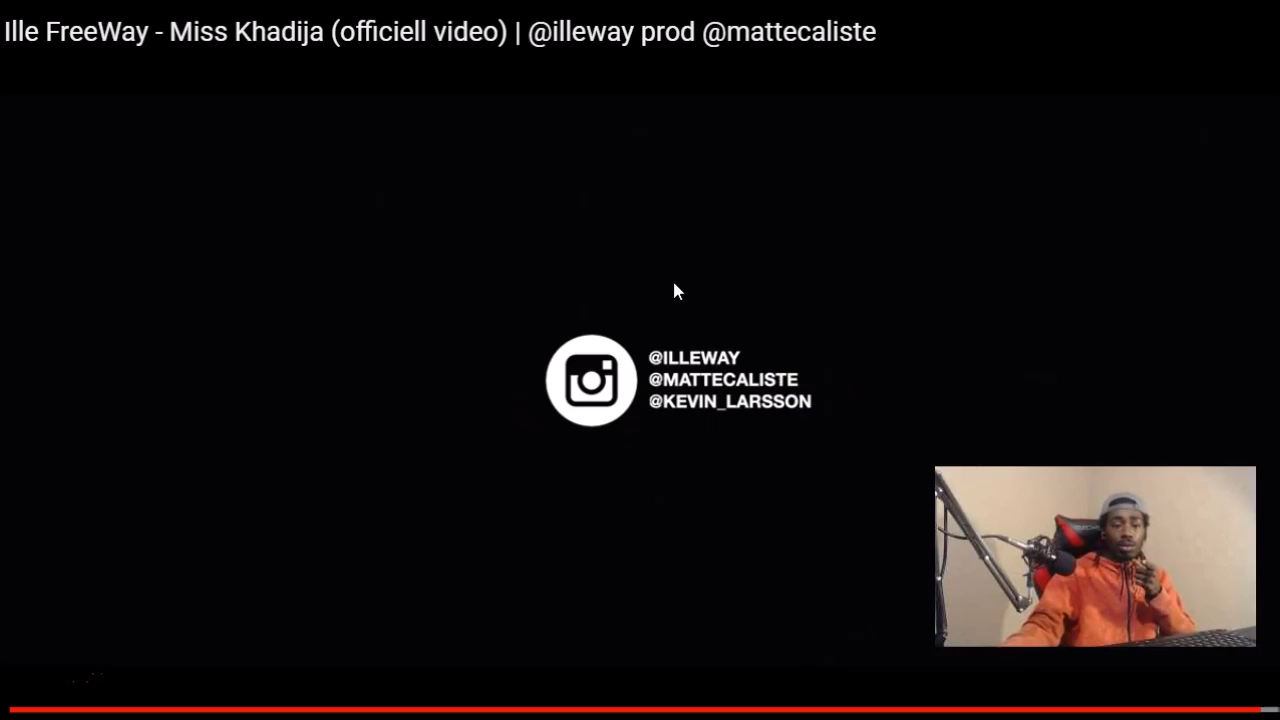 Ille FreeWay - Miss Khadija (officiell video) | @illeway prod @mattecaliste
@ILLEWAY
@MATTECALISTE
@KEVIN_LARSSON